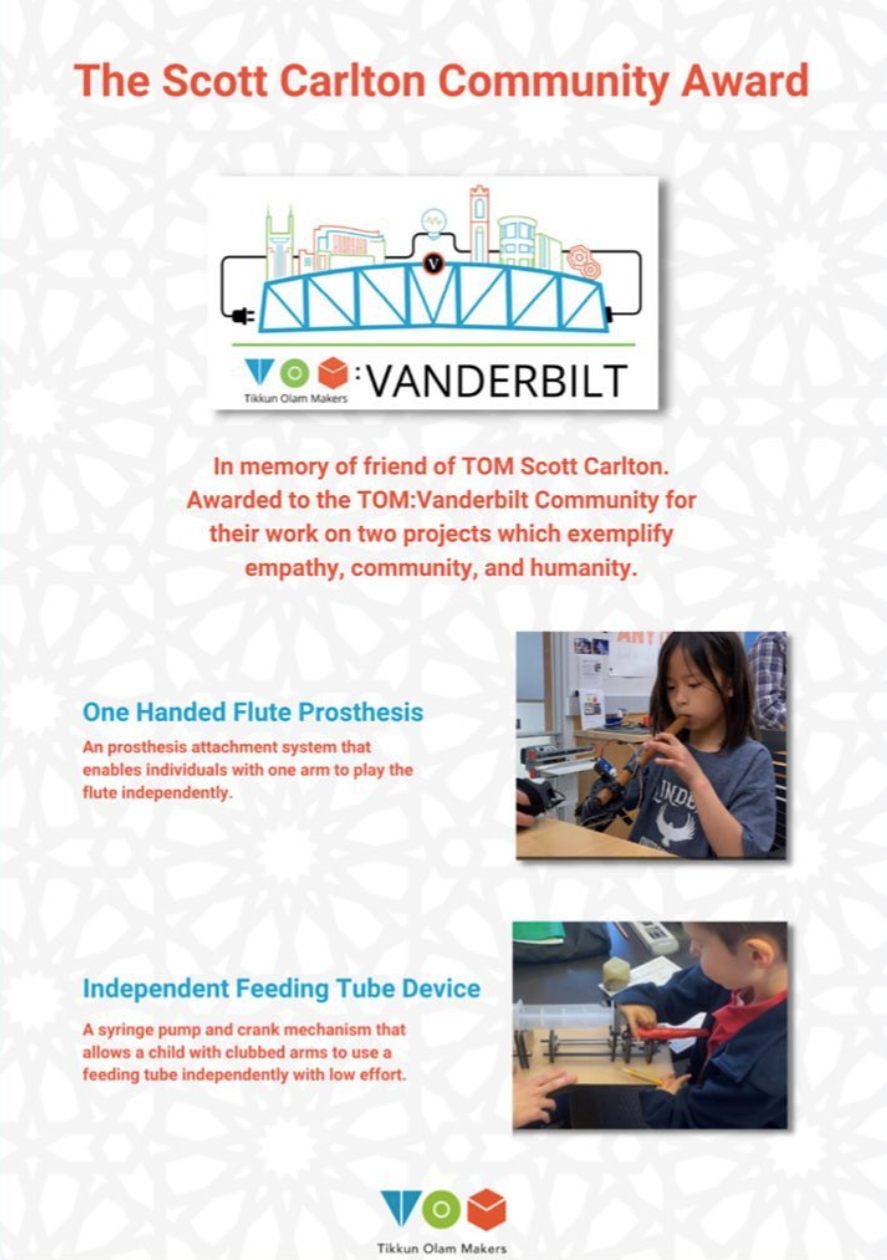 The Scott Carlton Community Award
V
TOM:VANDERBILT
Tikkun Olam Makers
In memory of friend of TOM Scott Carlton.
Awarded to the TOM:Vanderbilt Community for
their work on two projects which exemplify
empathy, community, and humanity.
One Handed Flute Prosthesis
An prosthesis attachment system that
enables individuals with one arm to play the
flute independently.
Independent Feeding Tube Device
A syringe pump and crank mechanism that
allows a child with clubbed arms to use a
feeding tube independently with low effort.
TOM
Tikkun Olam Makers